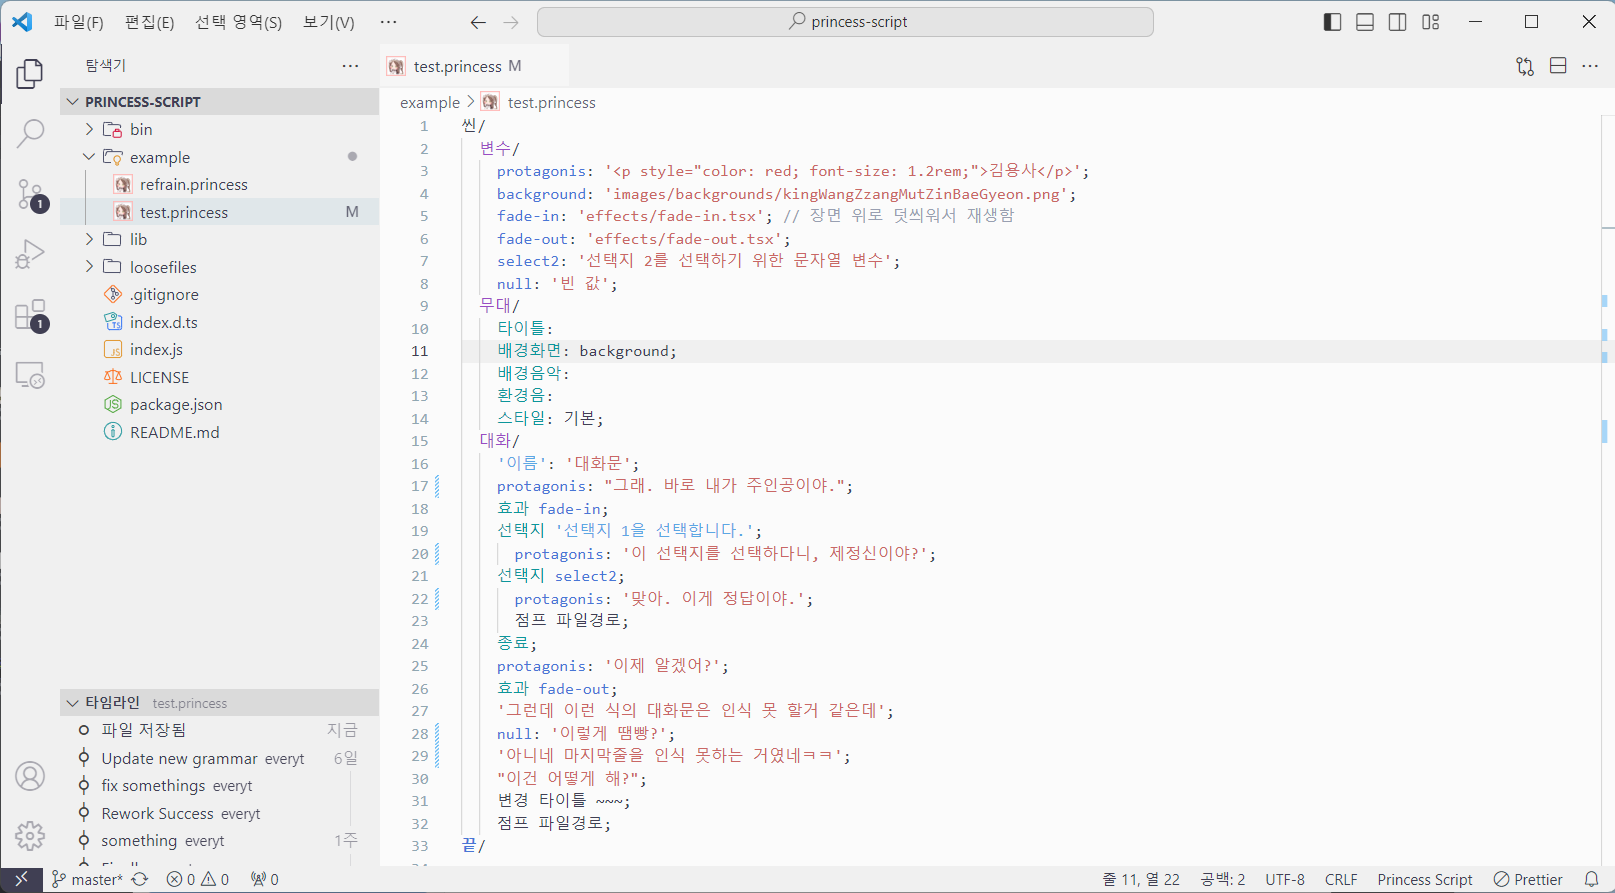 파일(F) 편집(E) 선택 영역(S) 보기(V) ··· princess-script
탐색기 ···
PRINCESS-SCRIPT
bin
example
refrain.princess
test.princess M
lib
loosefiles
.gitignore
index.d.ts
index.js
LICENSE
package.json
README.md
타임라인 test.princess
파일 저장됨 지금
Update new grammar everyt 6일
fix somethings everyt
Rework Success everyt
something everyt 1주
test.princess M
example > test.princess
1 씬/
2 변수/
3 protagonis: '<p style="color: red; font-size: 1.2rem;">김용사</p>';
4 background: 'images/backgrounds/kingWangZzangMutZinBaeGyeon.png';
5 fade-in: 'effects/fade-in.tsx'; // 장면 위로 덧씌워서 재생함
6 fade-out: 'effects/fade-out.tsx';
7 select2: '선택지 2를 선택하기 위한 문자열 변수';
8 null: '빈 값';
9 무대/
10 타이틀:
11 배경화면: background;
12 배경음악:
13 환경음:
14 스타일: 기본;
15 대화/
16 '이름': '대화문';
17 protagonis: "그래. 바로 내가 주인공이야.";
18 효과 fade-in;
19 선택지 '선택지 1을 선택합니다.';
20 protagonis: '이 선택지를 선택하다니, 제정신이야?';
21 선택지 select2;
22 protagonis: '맞아. 이게 정답이야.';
23 점프 파일경로;
24 종료;
25 protagonis: '이제 알겠어?';
26 효과 fade-out;
27 '그런데 이런 식의 대화문은 인식 못 할거 같은데';
28 null: '이렇게 땜빵?';
29 '아니네 마지막줄을 인식 못하는 거였네ㅋㅋ';
30 "이건 어떻게 해?";
31 변경 타이틀 ~~~;
32 점프 파일경로;
33 끝/
master* 0 0 0 줄 11, 열 22 공백: 2 UTF-8 CRLF Princess Script Prettier